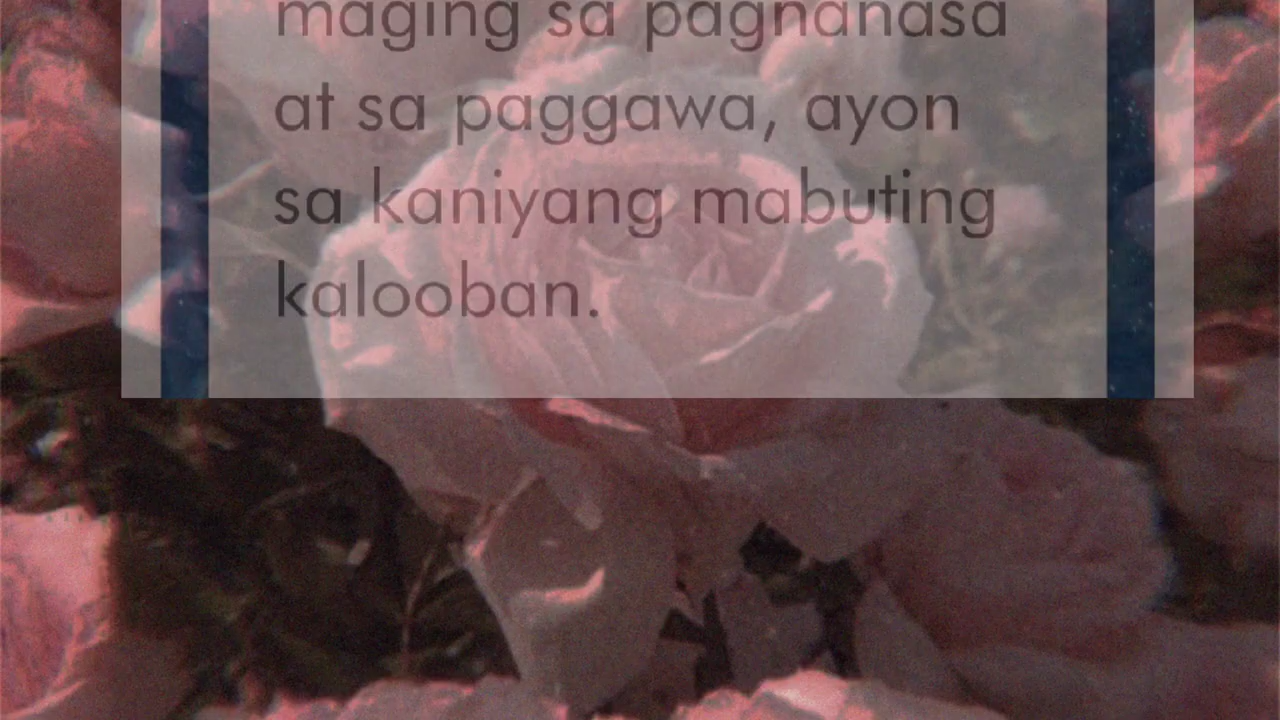 maging sa pagnanasa
at sa paggawa, ayon
sa kaniyang mabuting
kalooban.